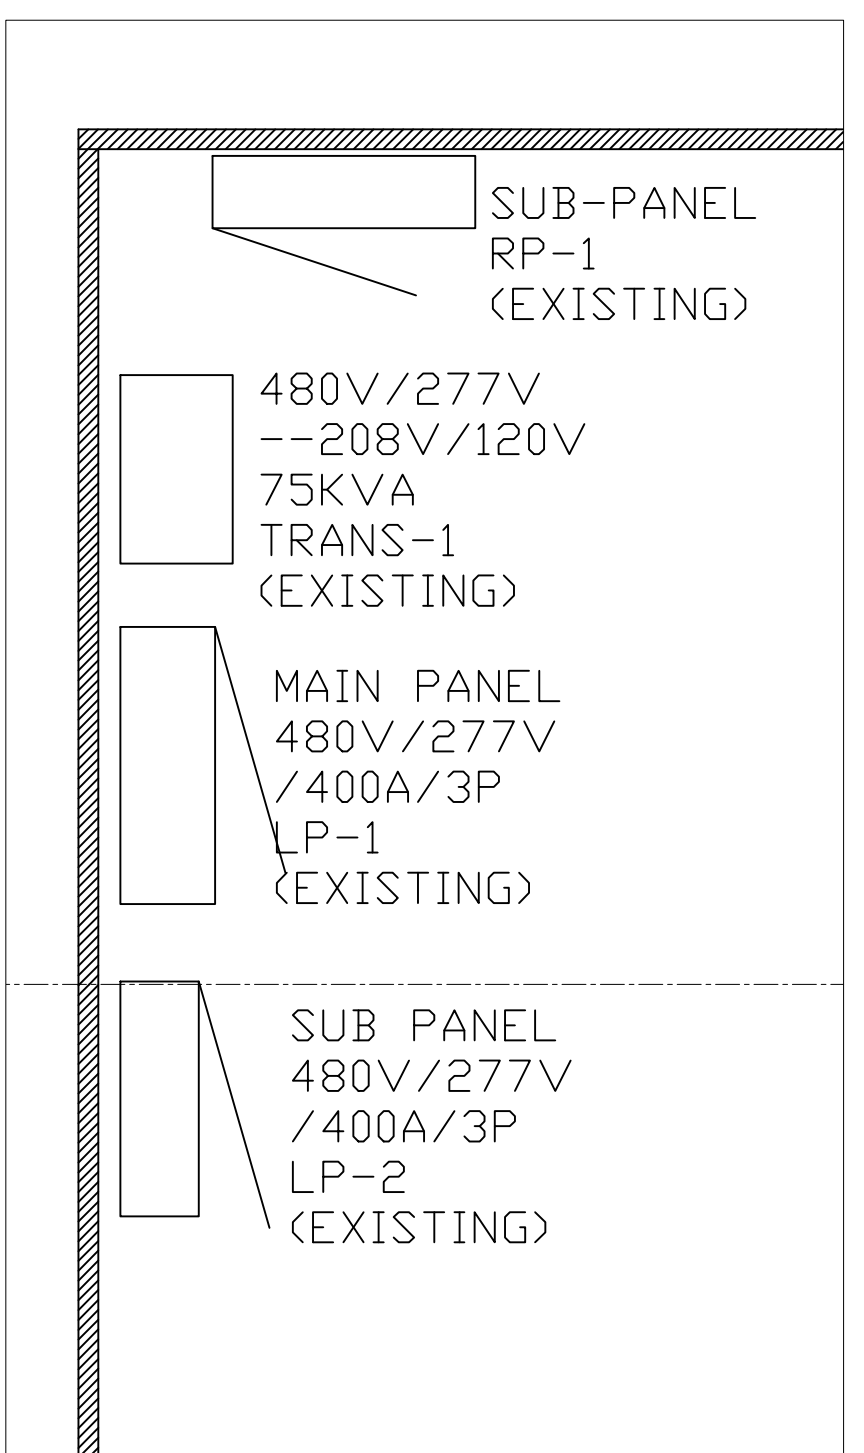 SUB-PANEL
RP-1
(EXISTING)
480V/277V
--208V/120V
75KVA
TRANS-1
(EXISTING)
MAIN PANEL
480V/277V
/400A/3P
LP-1
(EXISTING)
SUB PANEL
480V/277V
/400A/3P
LP-2
(EXISTING)